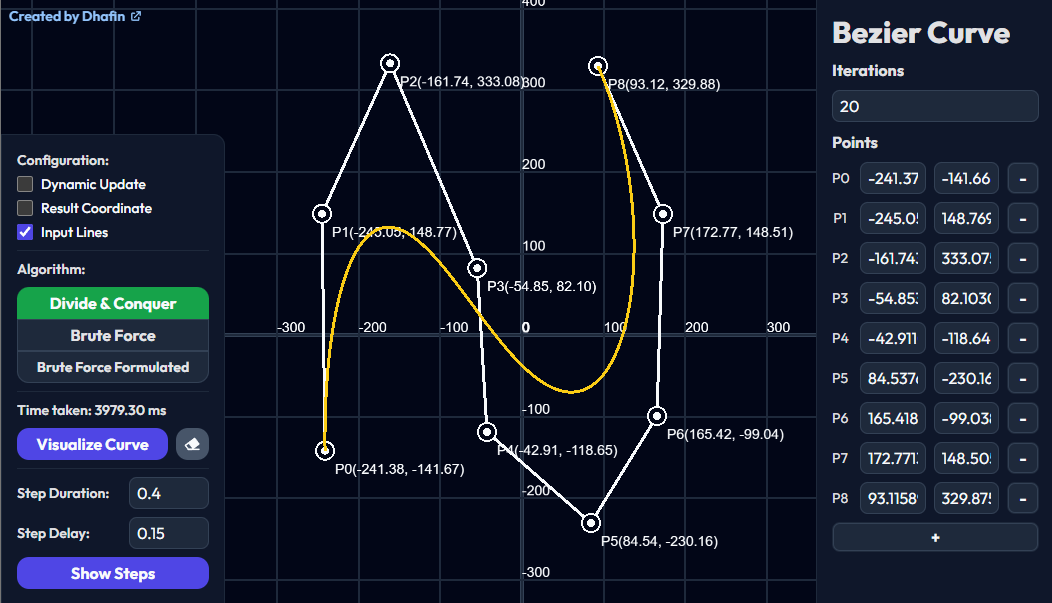 Created by Dhafin
Configuration:
Dynamic Update
Result Coordinate
Input Lines
Algorithm:
Divide & Conquer
Brute Force
Brute Force Formulated
Time taken: 3979.30 ms
Visualize Curve
Step Duration:
0.4
Step Delay:
0.15
Show Steps
400
300
200
100
0
-100
-200
-300
-300
-200
-100
100
200
300
P2(-161.74, 333.08)
P8(93.12, 329.88)
P1(-245.05, 148.77)
P7(172.77, 148.51)
P3(-54.85, 82.10)
P4(-42.91, -118.65)
P6(165.42, -99.04)
P0(-241.38, -141.67)
P5(84.54, -230.16)
Bezier Curve
Iterations
20
Points
P0 -241.37 -141.66 -
P1 -245.05 148.769 -
P2 -161.743 333.075 -
P3 -54.853 82.1030 -
P4 -42.911 -118.64 -
P5 84.5376 -230.16 -
P6 165.418 -99.038 -
P7 172.771 148.505 -
P8 93.1158 329.875 -
+